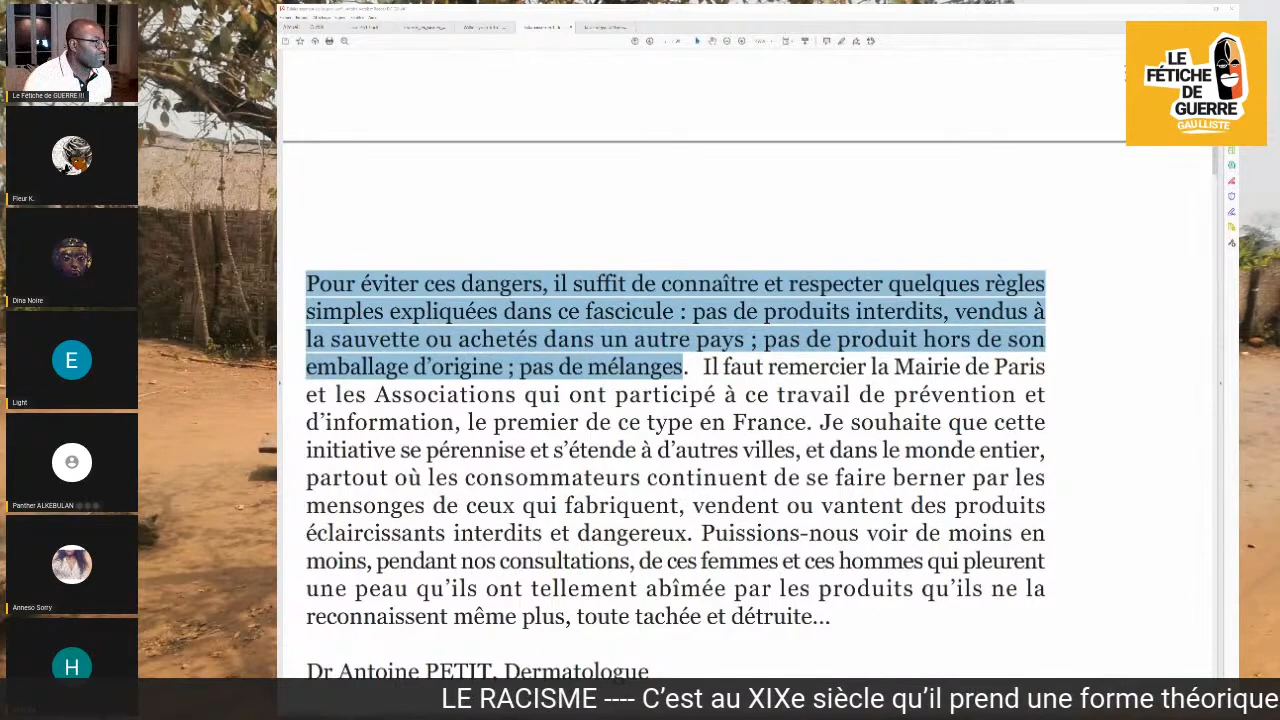 Le Fétiche de GUERRE !!!
Fleur K.
Dina Noire
E
Light
Panther ALKEBULAN
Anneso Sorry
H
LE
FÉTICHE
DE
GUERRE
GAULLISTE
Pour éviter ces dangers, il suffit de connaître et respecter quelques règles
simples expliquées dans ce fascicule : pas de produits interdits, vendus à
la sauvette ou achetés dans un autre pays ; pas de produit hors de son
emballage d’origine ; pas de mélanges. Il faut remercier la Mairie de Paris
et les Associations qui ont participé à ce travail de prévention et
d’information, le premier de ce type en France. Je souhaite que cette
initiative se pérennise et s’étende à d’autres villes, et dans le monde entier,
partout où les consommateurs continuent de se faire berner par les
mensonges de ceux qui fabriquent, vendent ou vantent des produits
éclaircissants interdits et dangereux. Puissions-nous voir de moins en
moins, pendant nos consultations, de ces femmes et ces hommes qui pleurent
une peau qu’ils ont tellement abîmée par les produits qu’ils ne la
reconnaissent même plus, toute tachée et détruite...
Dr Antoine PETIT, Dermatologue
LE RACISME ---- C’est au XIXe siècle qu’il prend une forme théorique